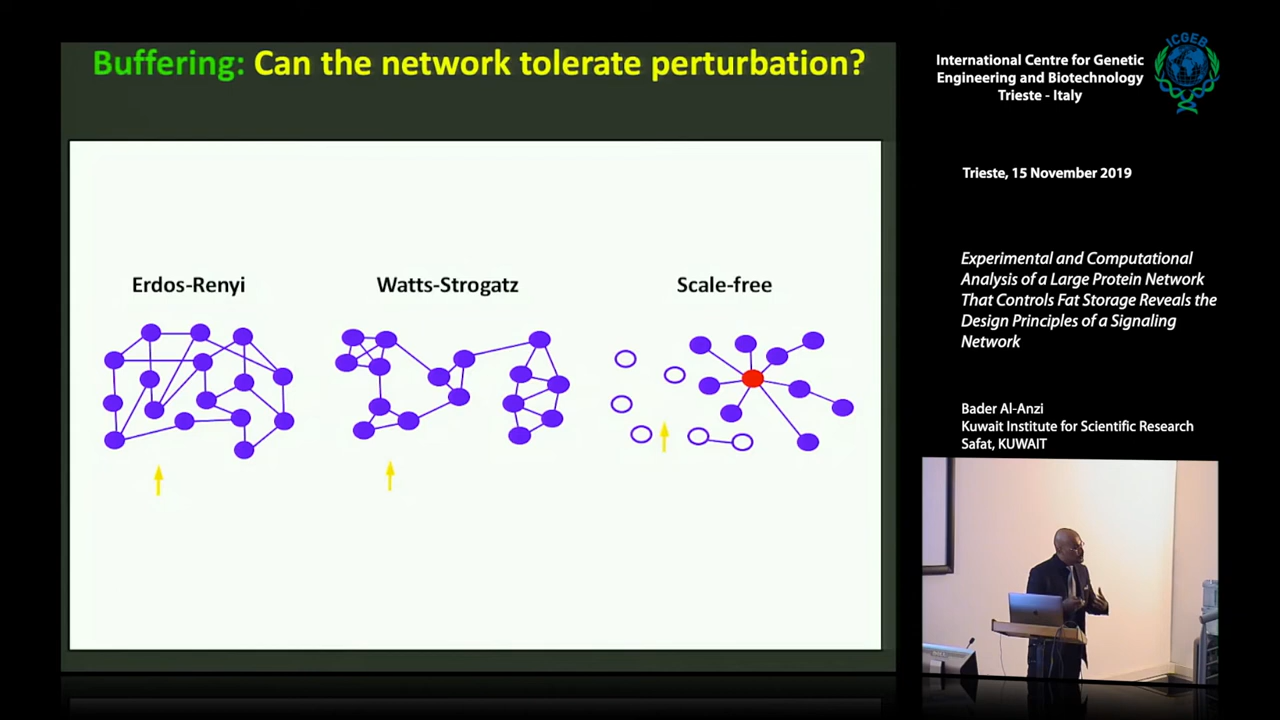 Buffering: Can the network tolerate perturbation?
Erdos-Renyi
Watts-Strogatz
Scale-free
ICGEB
International Centre for Genetic
Engineering and Biotechnology
Trieste - Italy
Trieste, 15 November 2019
Experimental and Computational
Analysis of a Large Protein Network
That Controls Fat Storage Reveals the
Design Principles of a Signaling
Network
Bader Al-Anzi
Kuwait Institute for Scientific Research
Safat, KUWAIT
DELL